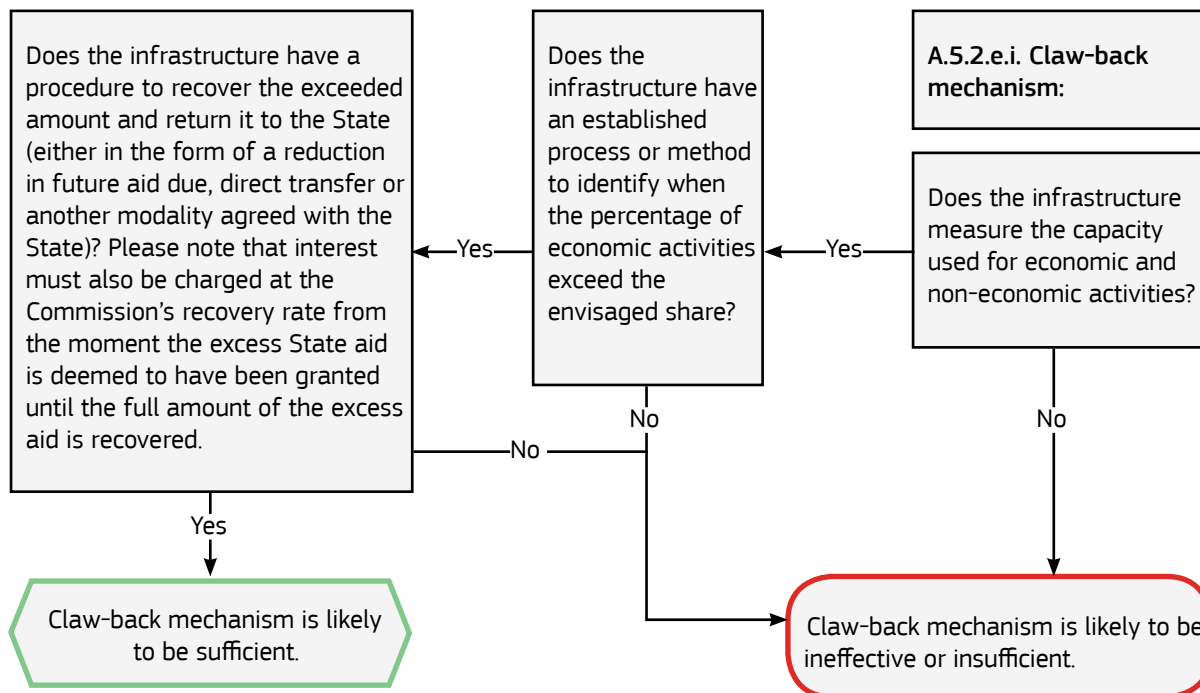 Does the infrastructure have a
procedure to recover the exceeded
amount and return it to the State
(either in the form of a reduction
in future aid due, direct transfer or
another modality agreed with the
State)? Please note that interest
must also be charged at the
Commission's recovery rate from
the moment the excess State aid
is deemed to have been granted
until the full amount of the excess
aid is recovered.
Yes
Does the
infrastructure have
an established
process or method
to identify when
the percentage of
economic activities
exceed the
envisaged share?
Yes
A.5.2.e.i. Claw-back
mechanism:
Does the infrastructure
measure the capacity
used for economic and
non-economic activities?
No
No
No
Yes
Claw-back mechanism is likely
to be sufficient.
Claw-back mechanism is likely to be
ineffective or insufficient.